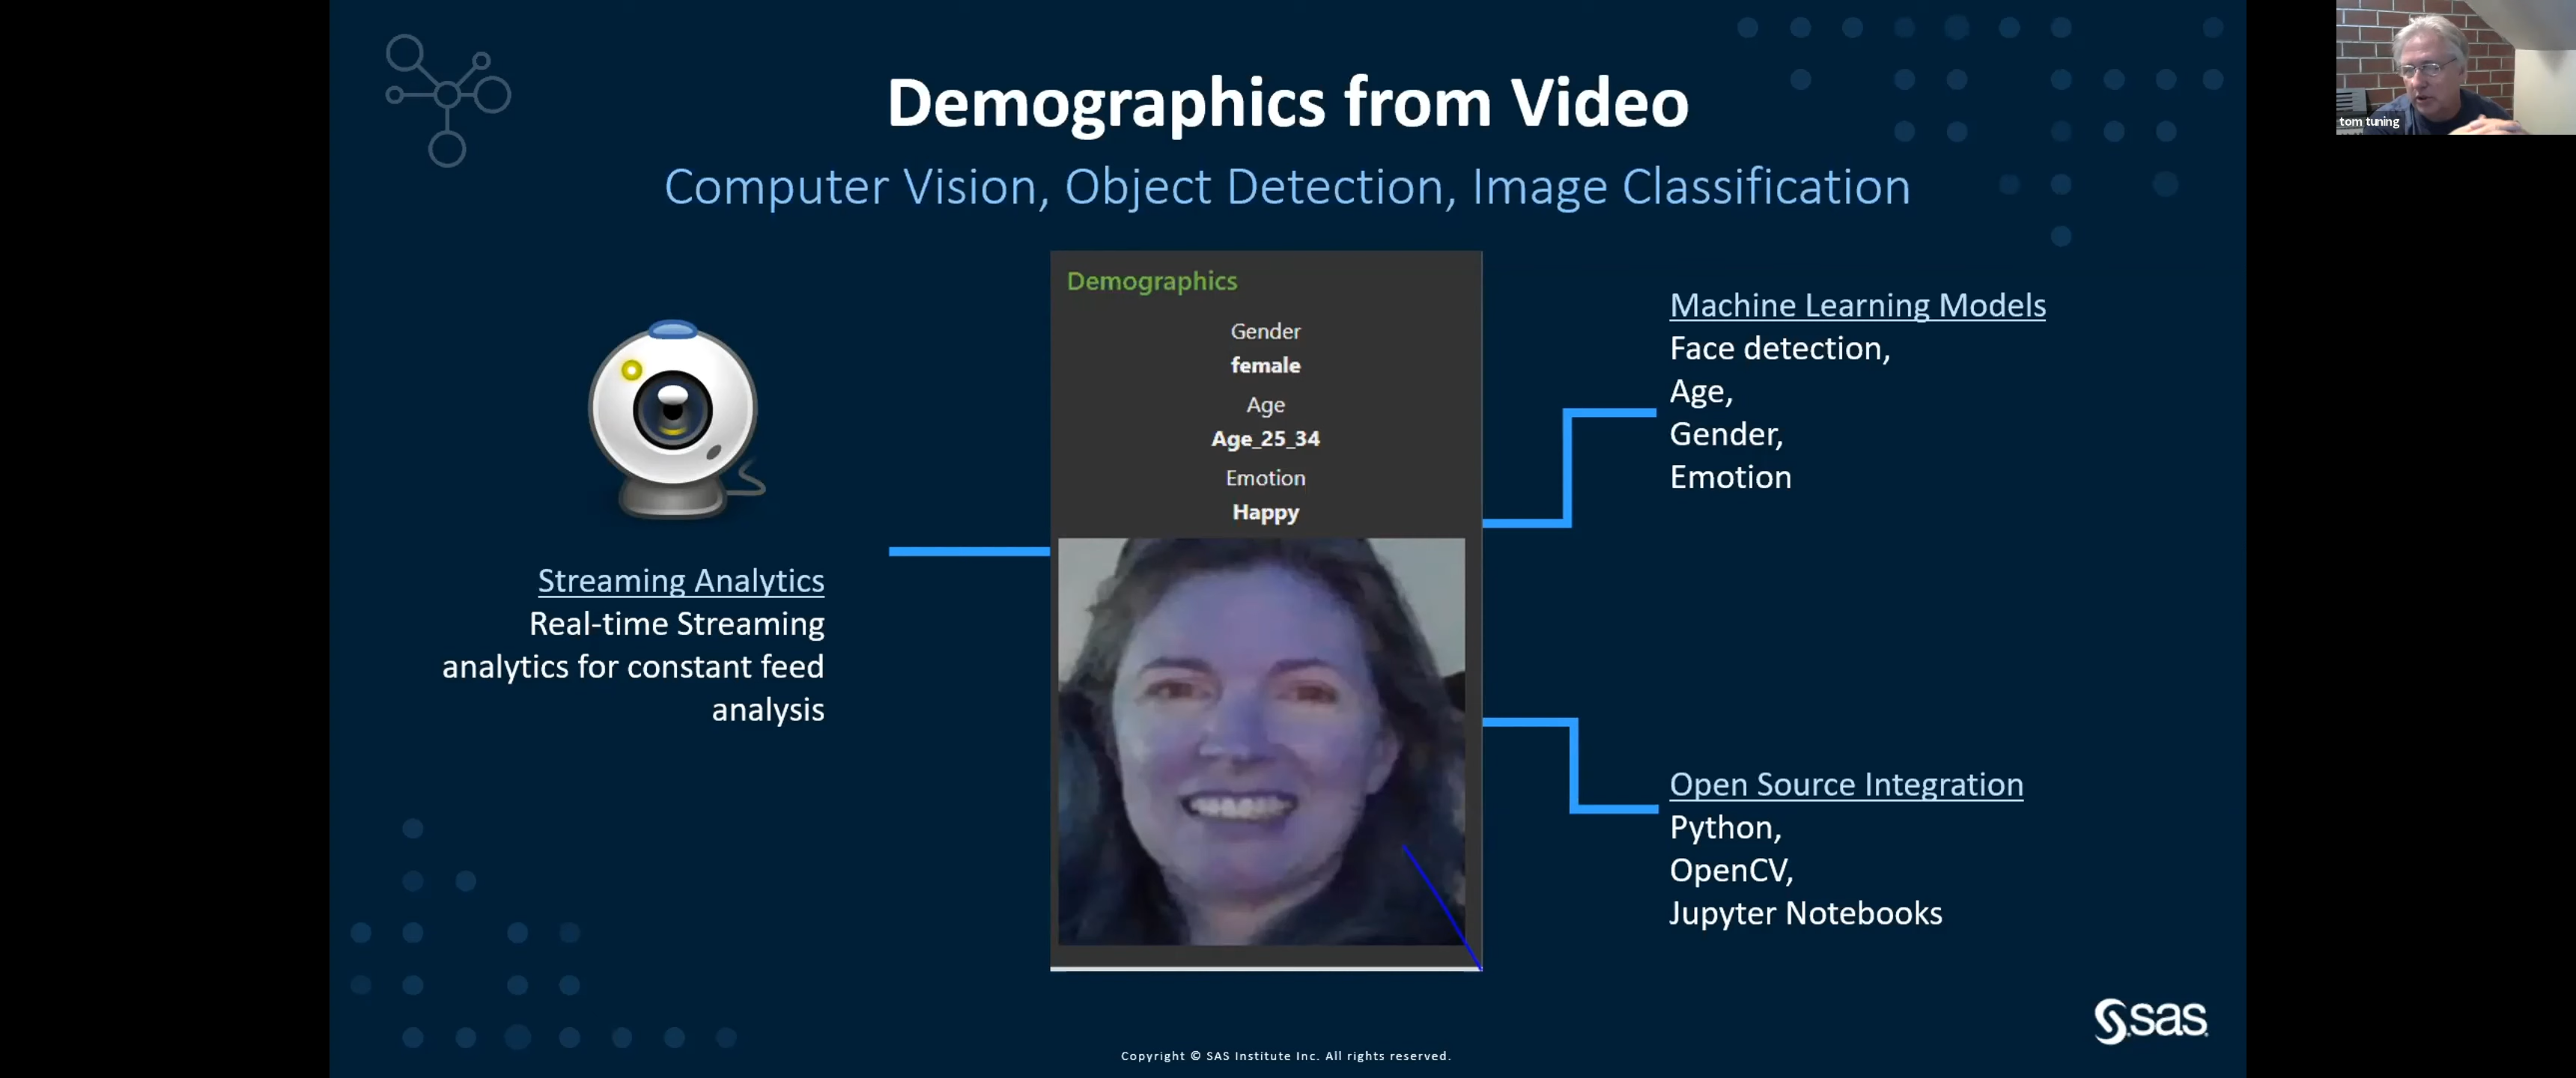 Demographics from Video
Computer Vision, Object Detection, Image Classification
tom tuning
Streaming Analytics
Real-time Streaming
analytics for constant feed
analysis
Demographics
Gender
female
Age
Age_25_34
Emotion
Happy
Machine Learning Models
Face detection,
Age,
Gender,
Emotion
Open Source Integration
Python,
OpenCV,
Jupyter Notebooks
sas
Copyright © SAS Institute Inc. All rights reserved.